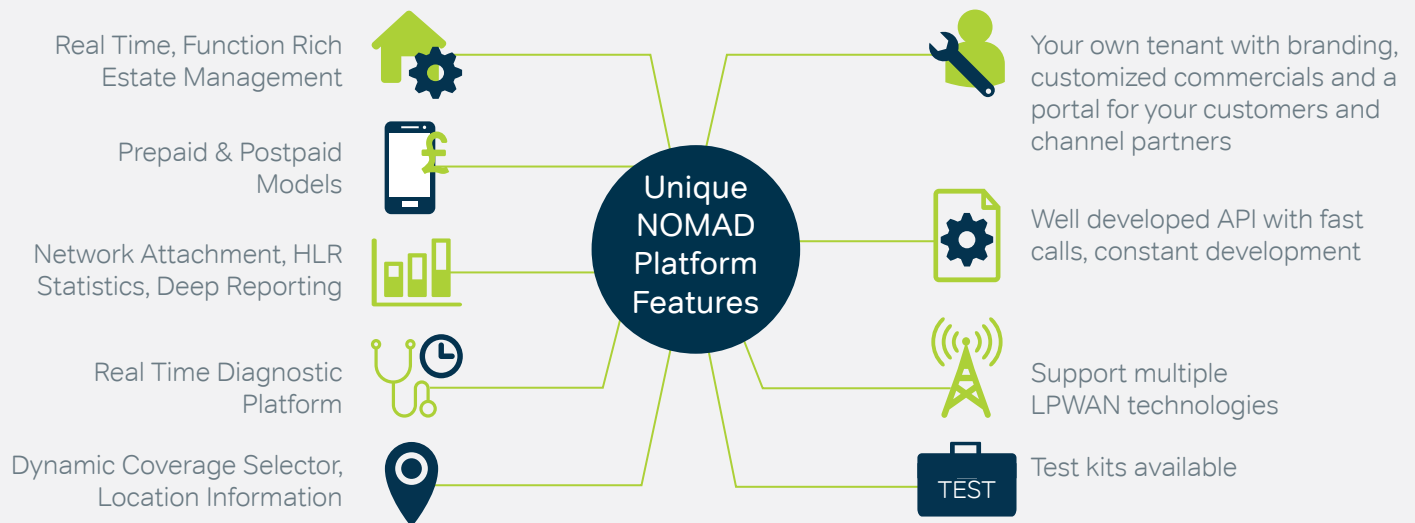 Real Time, Function Rich
Estate Management
Prepaid & Postpaid
Models
£
Network Attachment, HLR
Statistics, Deep Reporting
Real Time Diagnostic
Platform
Dynamic Coverage Selector,
Location Information
Unique
NOMAD
Platform
Features
Your own tenant with branding,
customized commercials and a
portal for your customers and
channel partners
Well developed API with fast
calls, constant development
Support multiple
LPWAN technologies
TEST
Test kits available